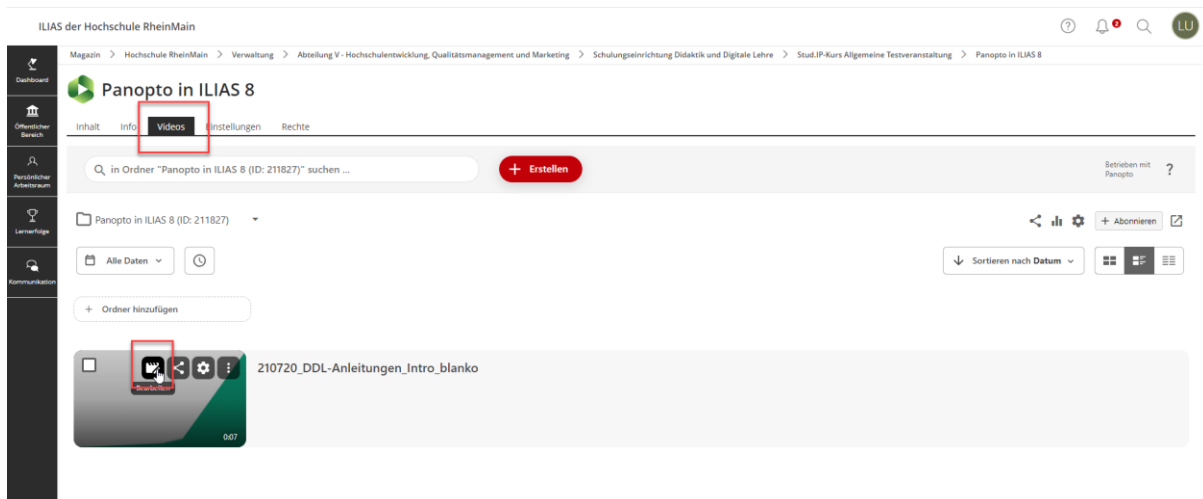 ILIAS der Hochschule RheinMain
2
LU
Magazin > Hochschule RheinMain > Verwaltung > Abteilung V - Hochschulentwicklung, Qualitätsmanagement und Marketing > Schulungseinrichtung Didaktik und Digitale Lehre > Stud.IP-Kurs Allgemeine Testveranstaltung > Panopto in ILIAS 8
Dashboard
Öffentlicher
Bereich
Persönlicher
Arbeitsraum
Lernerfolge
Kommunikation
Panopto in ILIAS 8
Inhalt Info Videos Einstellungen Rechte
in Ordner "Panopto in ILIAS 8 (ID: 211827)" suchen ...
+ Erstellen
Betrieben mit
Panopto
?
Panopto in ILIAS 8 (ID: 211827)
+ Abonnieren
Alle Daten
Sortieren nach Datum
+ Ordner hinzufügen
Bearbeiten
210720_DDL-Anleitungen_Intro_blanko
0:07